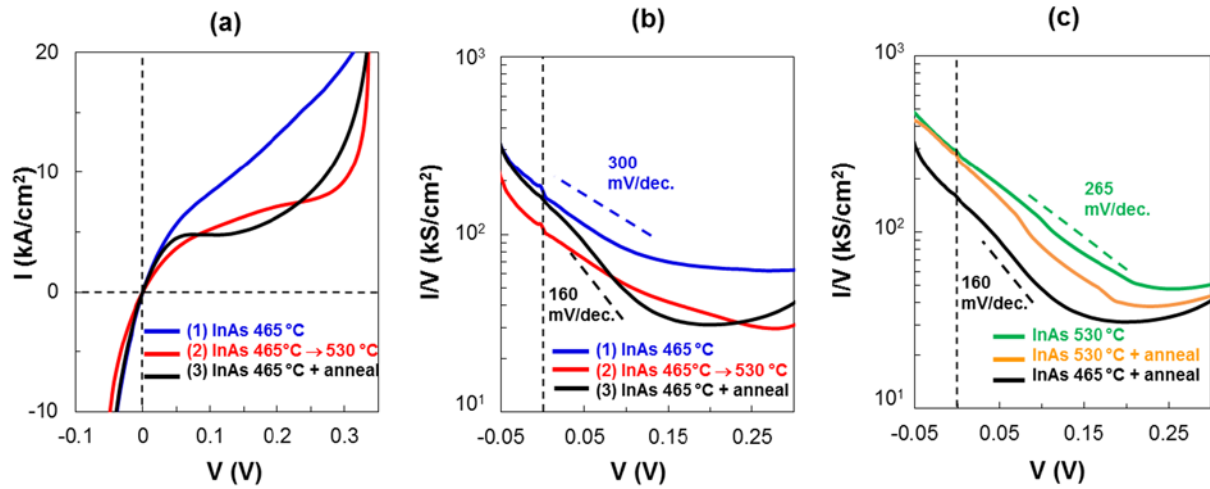 (a)
20
10
0
-10
I (kA/cm²)
-0.1
0
0.1
0.2
0.3
V (V)
(1) InAs 465 °C
(2) InAs 465°C → 530 °C
(3) InAs 465 °C + anneal
(b)
10³
10²
10¹
I/V (kS/cm²)
-0.05
0.05
0.15
0.25
V (V)
300
mV/dec.
160
mV/dec.
(1) InAs 465 °C
(2) InAs 465°C → 530 °C
(3) InAs 465 °C + anneal
(c)
10³
10²
10¹
I/V (kS/cm²)
-0.05
0.05
0.15
0.25
V (V)
265
mV/dec.
160
mV/dec.
InAs 530 °C
InAs 530 °C + anneal
InAs 465 °C + anneal